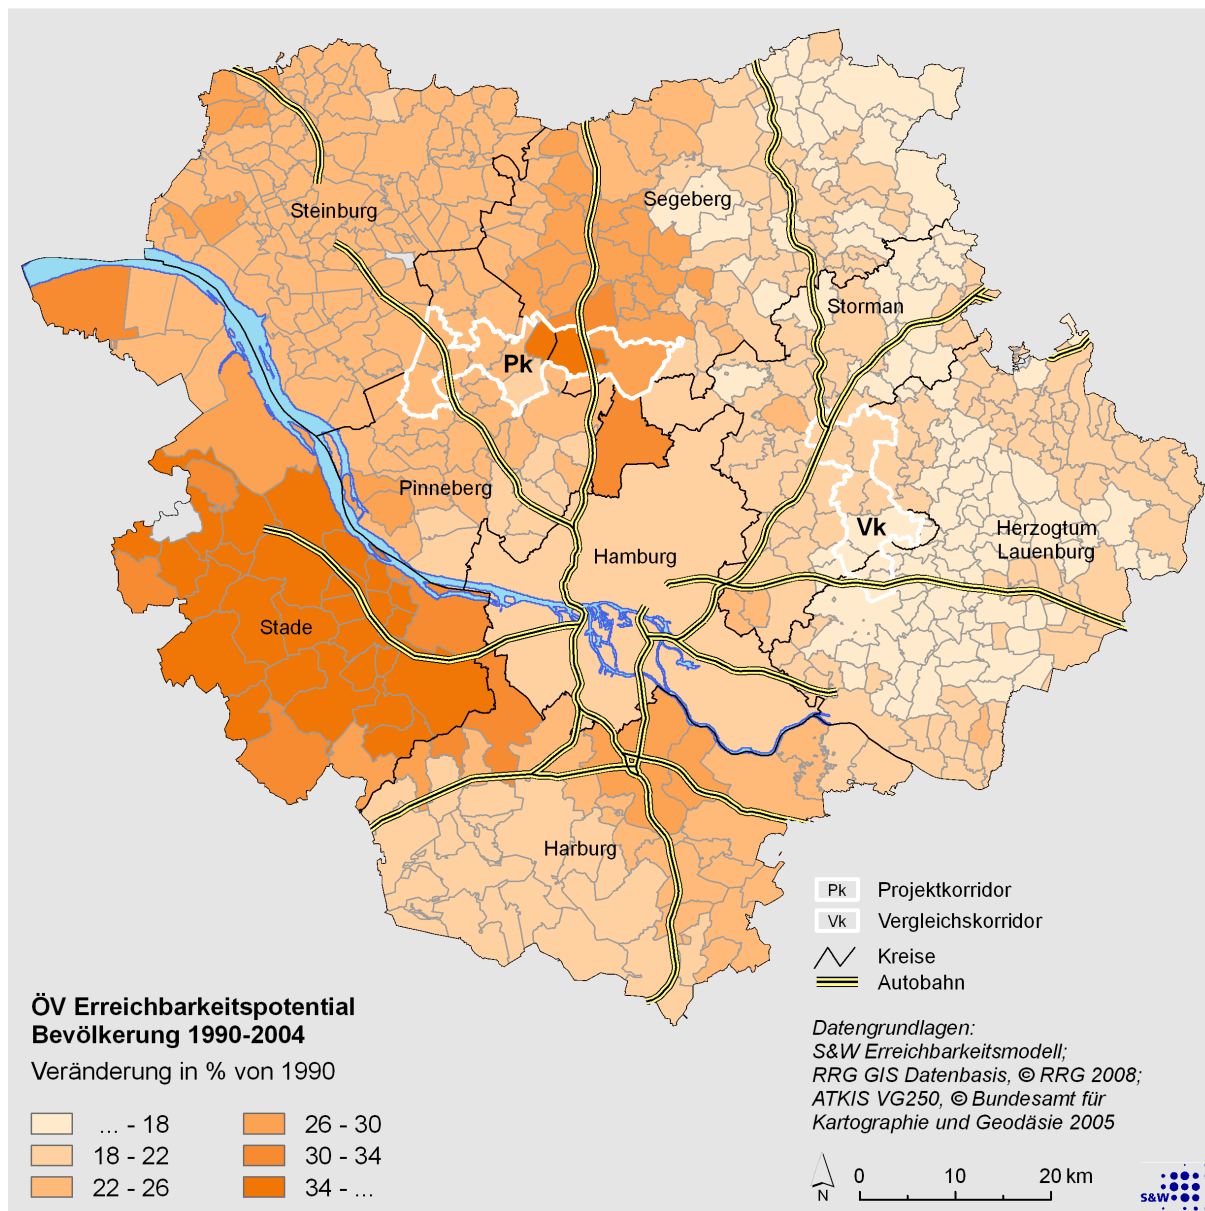 Steinburg
Segeberg
Storman
Pk
Pinneberg
Hamburg
Vk
Herzogtum
Lauenburg
Stade
Harburg
Pk Projektkorridor
Vk Vergleichskorridor
Kreise
Autobahn
ÖV Erreichbarkeitspotential
Bevölkerung 1990-2004
Veränderung in % von 1990
... - 18
18 - 22
22 - 26
26 - 30
30 - 34
34 - ...
Datengrundlagen:
S&W Erreichbarkeitsmodell;
RRG GIS Datenbasis, © RRG 2008;
ATKIS VG250, © Bundesamt für
Kartographie und Geodäsie 2005
N
0 10 20 km
S&W